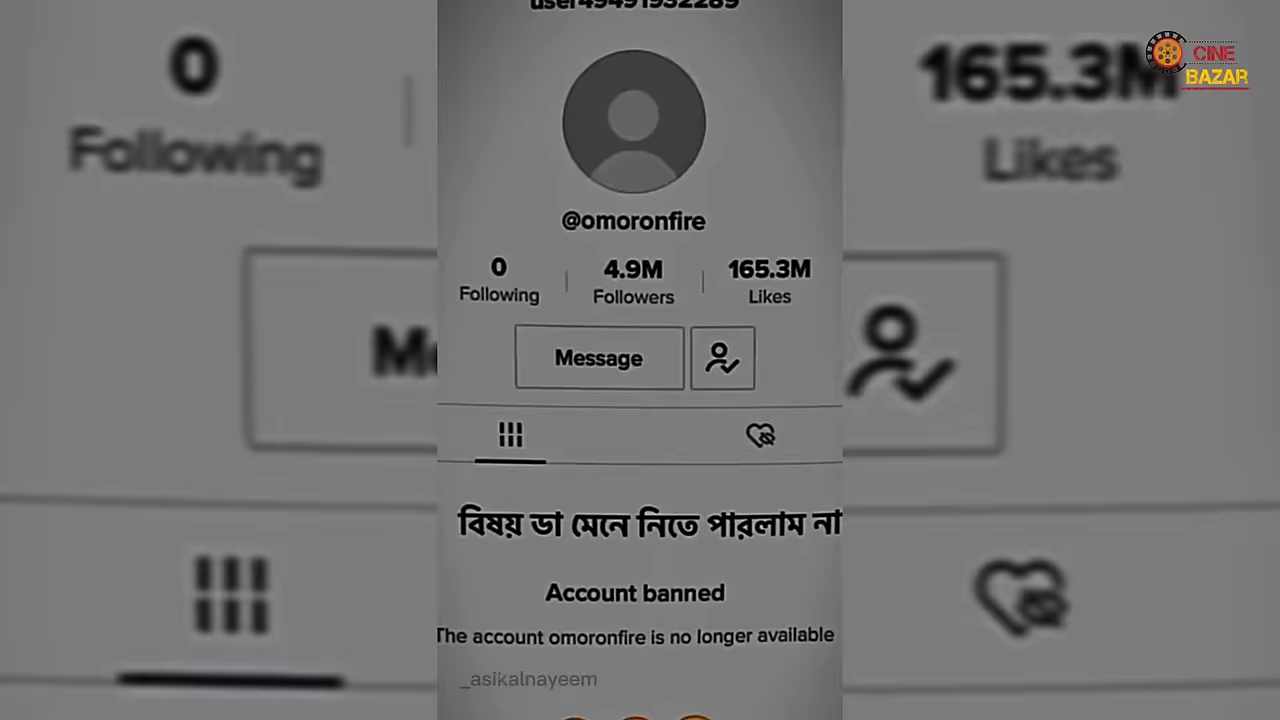 user49491932289
@omoronfire
0 4.9M 165.3M
Following Followers Likes
Message
বিষয় ডা মেনে নিতে পারলাম না
Account banned
The account omoronfire is no longer available
_asikalnayeem
0
Following
165.3M
Likes
CINE
BAZAR